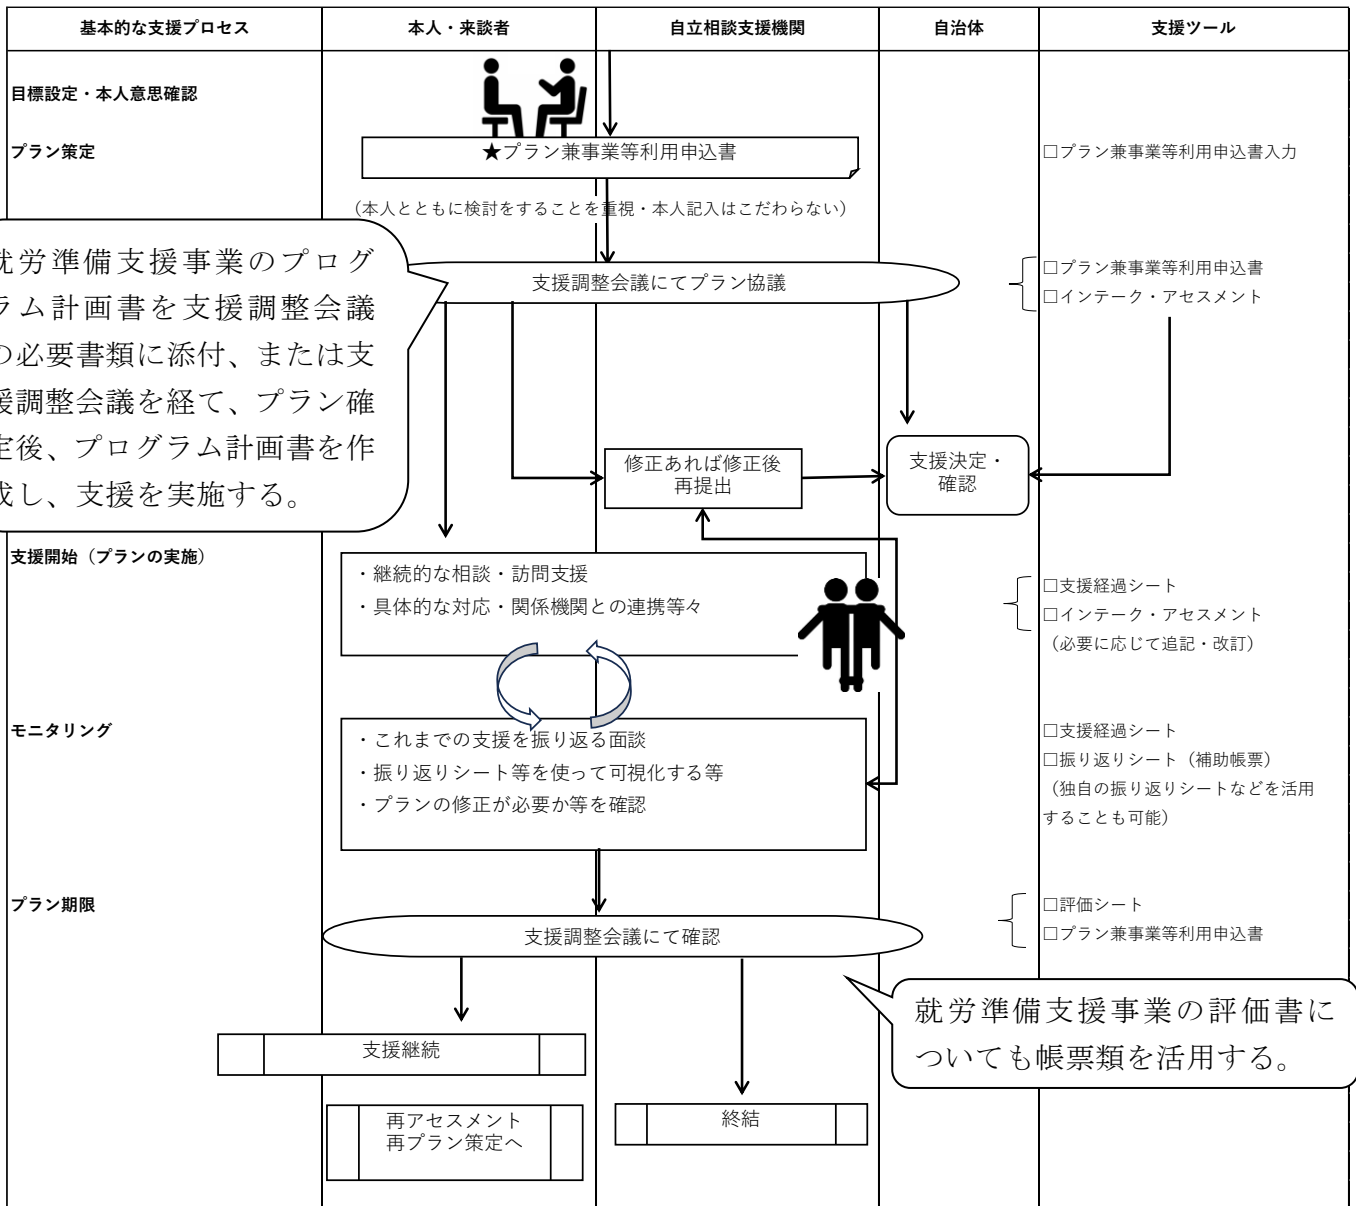 基本的な支援プロセス
本人・来談者
自立相談支援機関
自治体
支援ツール
目標設定・本人意思確認
プラン策定
★プラン兼事業等利用申込書
□プラン兼事業等利用申込書入力
（本人とともに検討をすることを重視・本人記入はこだわらない）
就労準備支援事業のプログ
ラム計画書を支援調整会議
の必要書類に添付、または支
援調整会議を経て、プラン確
定後、プログラム計画書を作
成し、支援を実施する。
支援調整会議にてプラン協議
□プラン兼事業等利用申込書
□インテーク・アセスメント
修正あれば修正後
再提出
支援決定・
確認
支援開始（プランの実施）
・継続的な相談・訪問支援
・具体的な対応・関係機関との連携等々
□支援経過シート
□インテーク・アセスメント
（必要に応じて追記・改訂）
モニタリング
・これまでの支援を振り返る面談
・振り返りシート等を使って可視化する等
・プランの修正が必要か等を確認
□支援経過シート
□振り返りシート（補助帳票）
（独自の振り返りシートなどを活用
することも可能）
プラン期限
支援調整会議にて確認
□評価シート
□プラン兼事業等利用申込書
就労準備支援事業の評価書に
ついても帳票類を活用する。
支援継続
再アセスメント
再プラン策定へ
終結